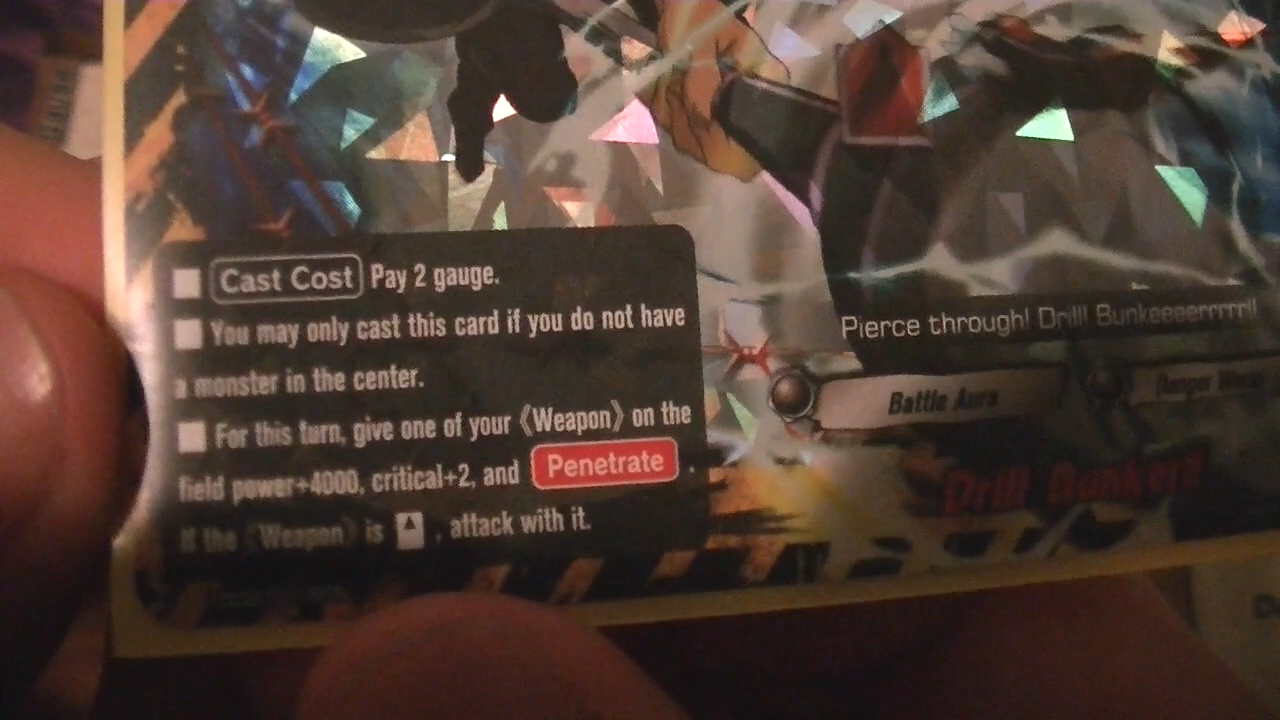 Cast Cost Pay 2 gauge.
You may only cast this card if you do not have
a monster in the center.
For this turn, give one of your 《Weapon》 on the
field power+4000, critical+2, and Penetrate .
If the 《Weapon》 is , attack with it.
Pierce through! Drill! Bunkeeeerrrrr!!
Battle Aura
Danger World
Drill Bunker!!